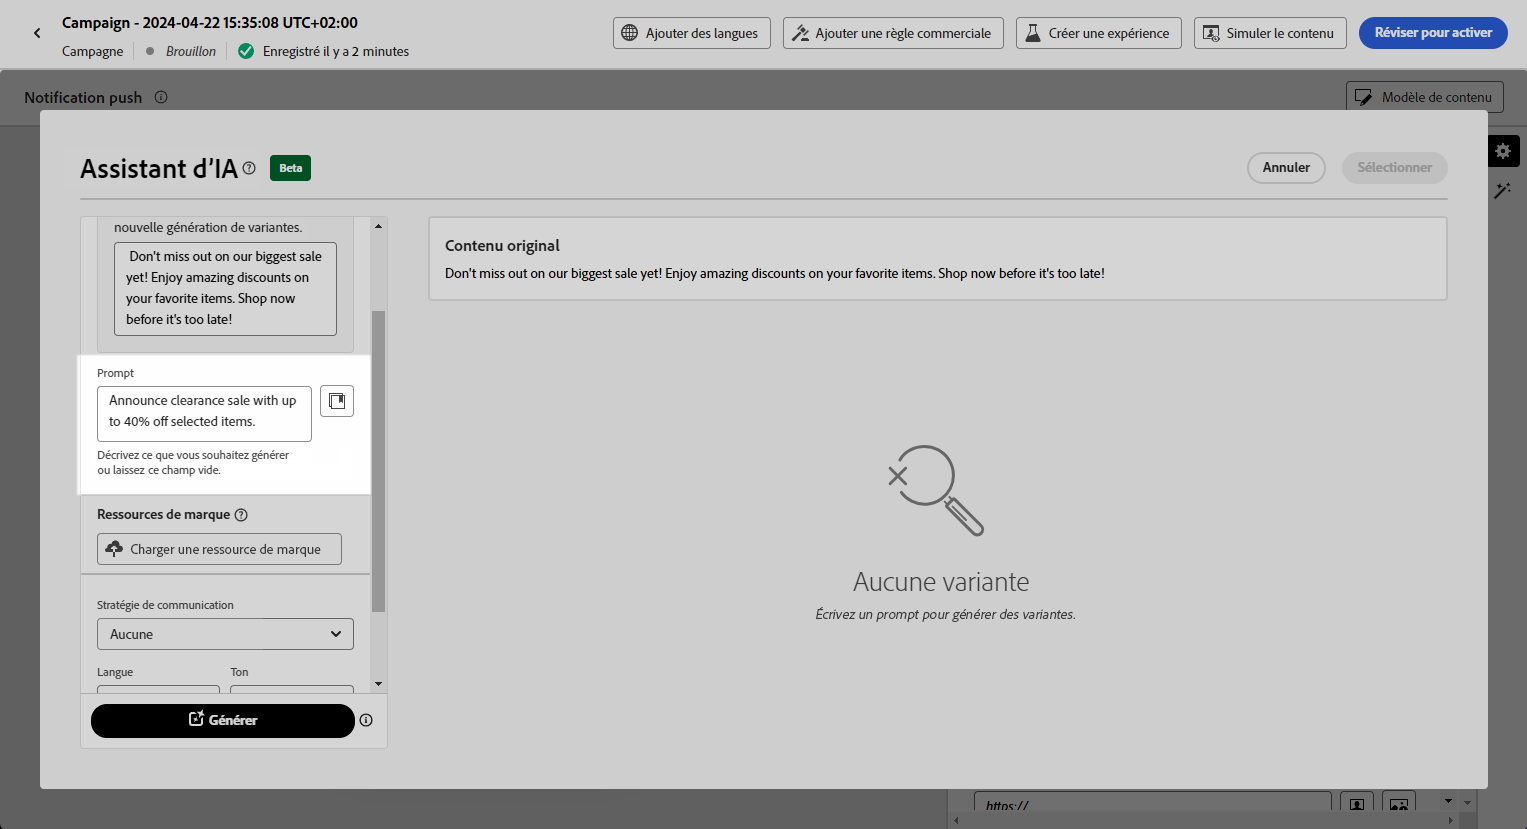 Campaign - 2024-04-22 15:35:08 UTC+02:00
Campagne
Brouillon
Enregistré il y a 2 minutes
Ajouter des langues
Ajouter une règle commerciale
Créer une expérience
Simuler le contenu
Réviser pour activer
Notification push
Modèle de contenu
Assistant d'IA
Beta
Annuler
Sélectionner
nouvelle génération de variantes.
Don't miss out on our biggest sale
yet! Enjoy amazing discounts on
your favorite items. Shop now
before it's too late!
Prompt
Announce clearance sale with up
to 40% off selected items.
Décrivez ce que vous souhaitez générer
ou laissez ce champ vide.
Ressources de marque
Charger une ressource de marque
Stratégie de communication
Aucune
Langue
Ton
Générer
Contenu original
Don't miss out on our biggest sale yet! Enjoy amazing discounts on your favorite items. Shop now before it's too late!
Aucune variante
Écrivez un prompt pour générer des variantes.
https://